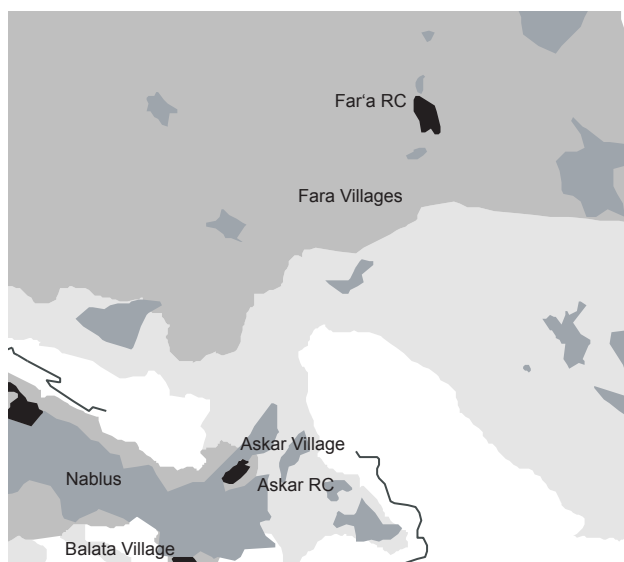 Far‘a RC
Fara Villages
Askar Village
Nablus
Askar RC
Balata Village